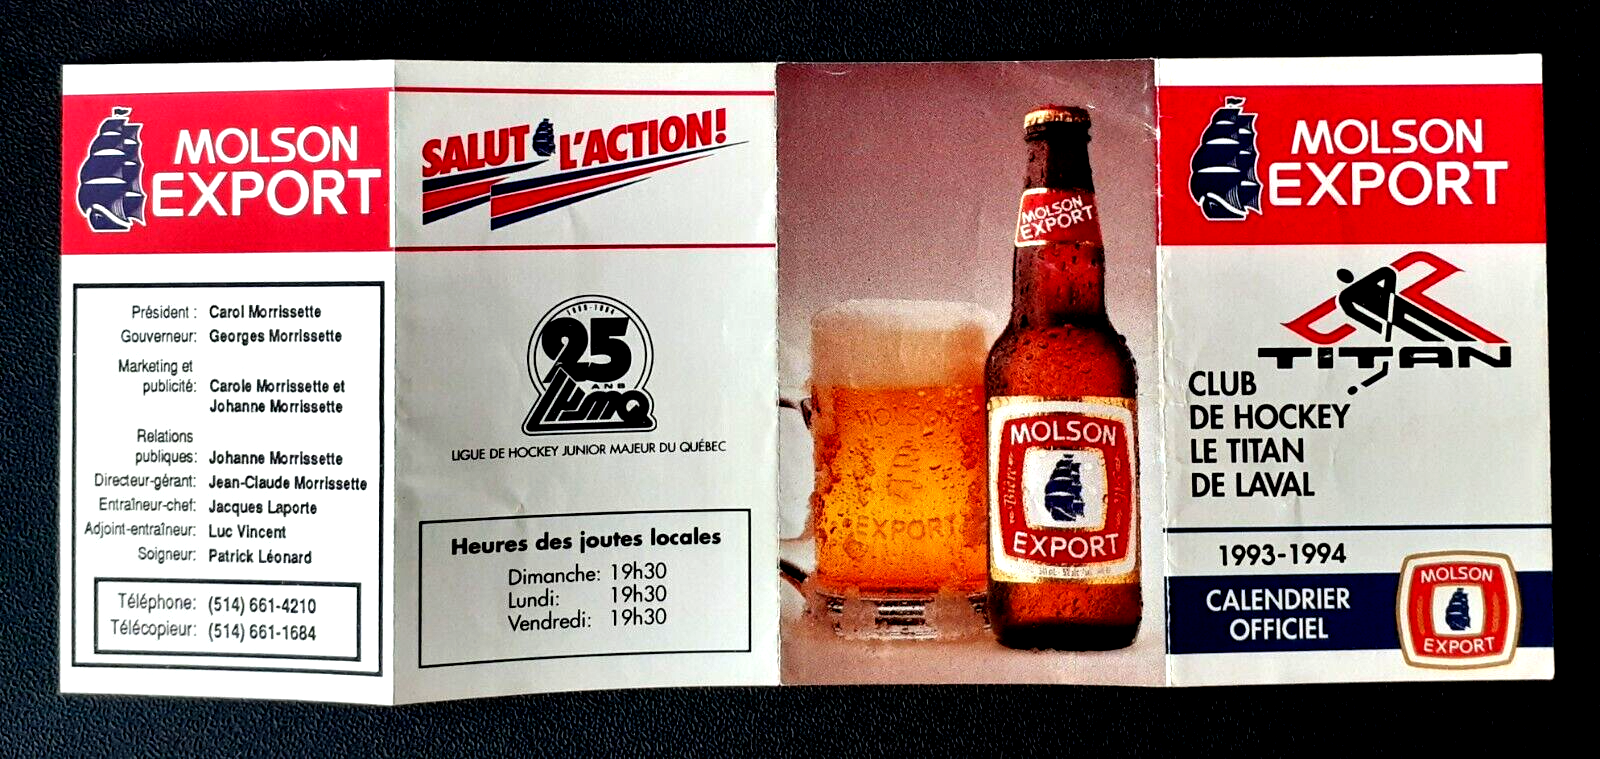 MOLSON
EXPORT
Président : Carol Morrissette
Gouverneur: Georges Morrissette
Marketing et
publicité: Carole Morrissette et
Johanne Morrissette
Relations
publiques: Johanne Morrissette
Directeur-gérant: Jean-Claude Morrissette
Entraîneur-chef: Jacques Laporte
Adjoint-entraîneur: Luc Vincent
Soigneur: Patrick Léonard
Téléphone: (514) 661-4210
Télécopieur: (514) 661-1684
SALUT L'ACTION!
1969-1994
25
ANS
LHJMQ
LIGUE DE HOCKEY JUNIOR MAJEUR DU QUÉBEC
Heures des joutes locales
Dimanche: 19h30
Lundi: 19h30
Vendredi: 19h30
MOLSON
EXPORT
MOLSON
EXPORT
MOLSON
Bière
EXPORT
MOLSON
EXPORT
TITAN
CLUB
DE HOCKEY
LE TITAN
DE LAVAL
1993-1994
CALENDRIER
OFFICIEL
MOLSON
EXPORT